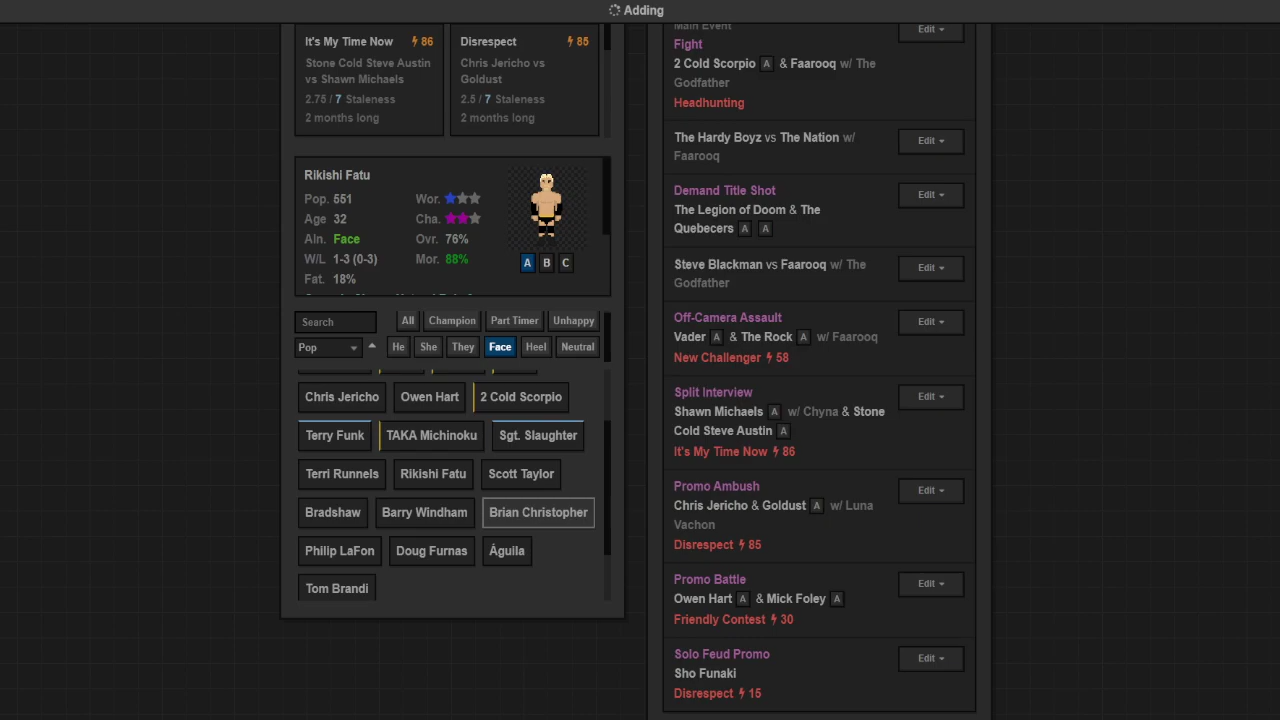 Adding
It's My Time Now 86
Stone Cold Steve Austin
vs Shawn Michaels
2.75 / 7 Staleness
2 months long
Disrespect 85
Chris Jericho vs
Goldust
2.5 / 7 Staleness
2 months long
Rikishi Fatu
Pop. 551
Wor.
Age 32
Cha.
Aln. Face
Ovr. 76%
W/L 1-3 (0-3)
Mor. 88%
Fat. 18%
A B C
Search
All Champion Part Timer Unhappy
Pop
He She They Face Heel Neutral
Chris Jericho Owen Hart 2 Cold Scorpio
Terry Funk TAKA Michinoku Sgt. Slaughter
Terri Runnels Rikishi Fatu Scott Taylor
Bradshaw Barry Windham Brian Christopher
Philip LaFon Doug Furnas Águila
Tom Brandi
Main Event
Edit
Fight
2 Cold Scorpio A & Faarooq w/ The
Godfather
Headhunting
The Hardy Boyz vs The Nation w/
Faarooq
Edit
Demand Title Shot
The Legion of Doom & The
Quebecers A A
Edit
Steve Blackman vs Faarooq w/ The
Godfather
Edit
Off-Camera Assault
Vader A & The Rock A w/ Faarooq
New Challenger 58
Edit
Split Interview
Shawn Michaels A w/ Chyna & Stone
Cold Steve Austin A
It's My Time Now 86
Edit
Promo Ambush
Chris Jericho & Goldust A w/ Luna
Vachon
Disrespect 85
Edit
Promo Battle
Owen Hart A & Mick Foley A
Friendly Contest 30
Edit
Solo Feud Promo
Sho Funaki
Disrespect 15
Edit